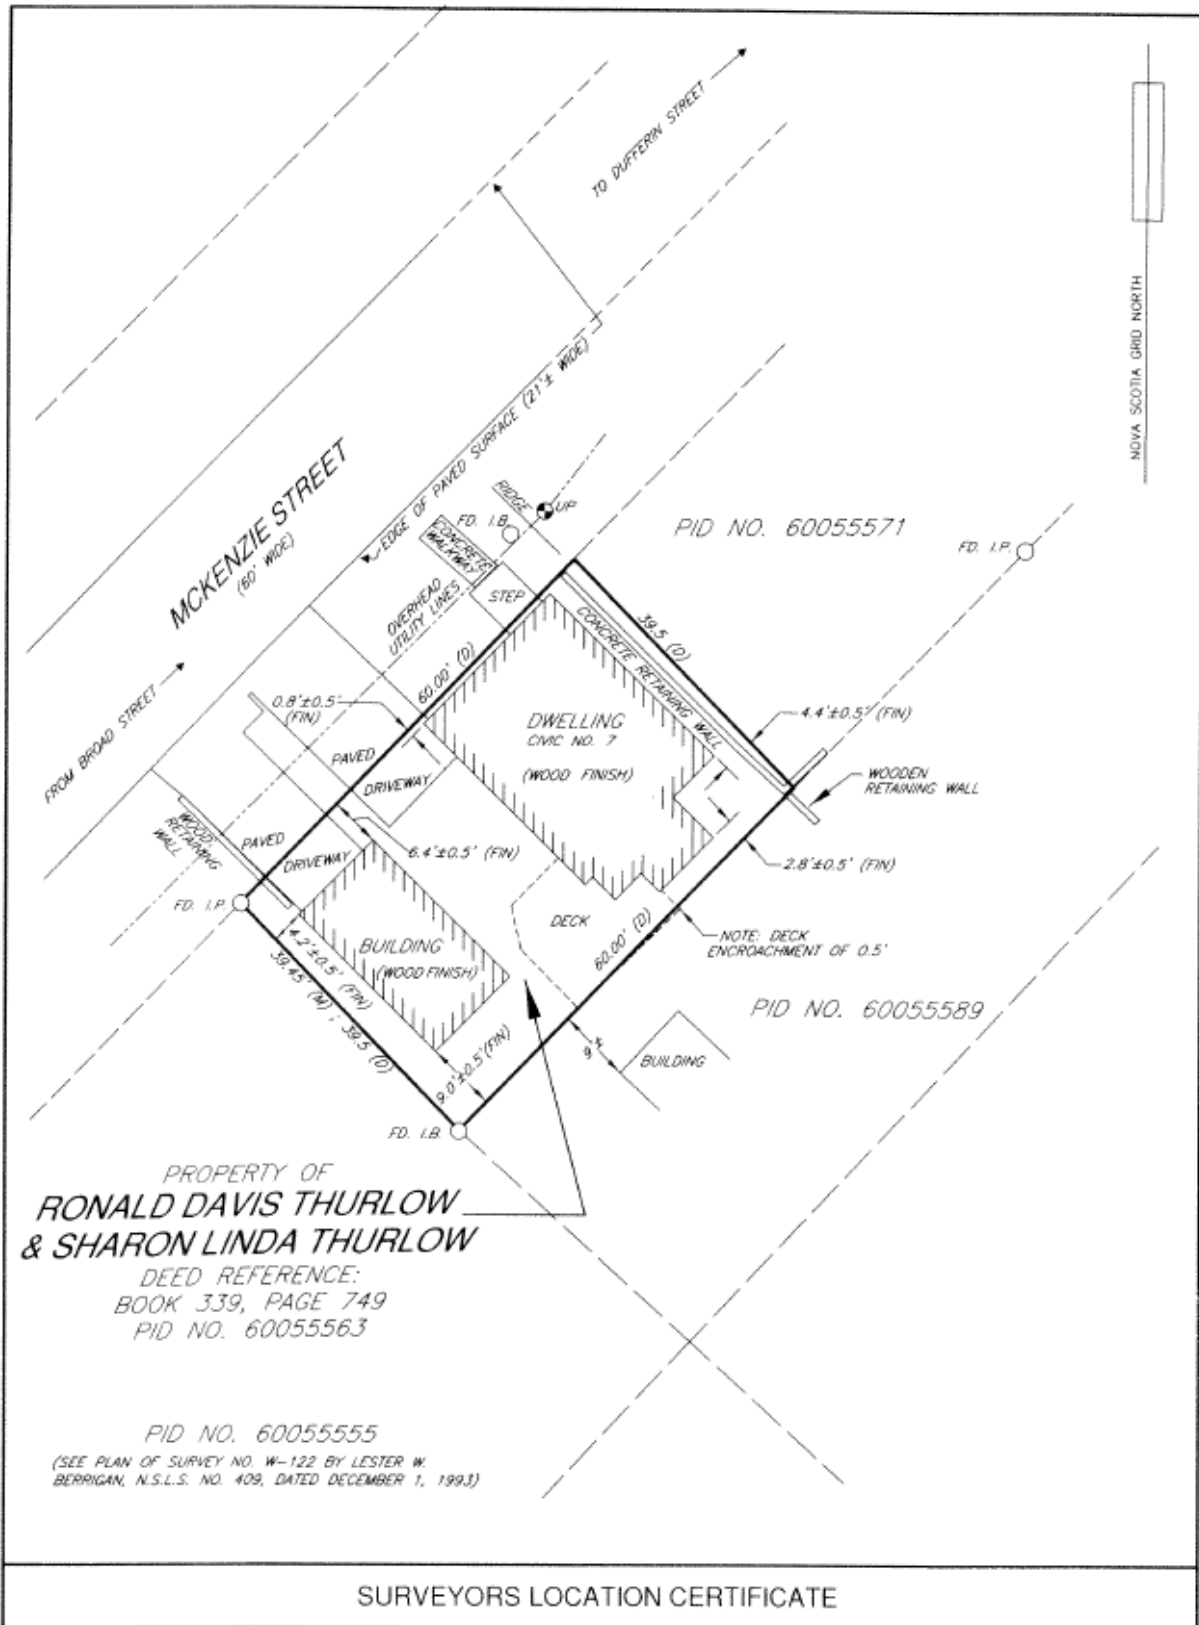 TO DUFFERIN STREET
NOVA SCOTIA GRID NORTH
MCKENZIE STREET
(60' WIDE)
EDGE OF PAVED SURFACE (21'± WIDE)
FROM BROAD STREET
RIDGE
UP
FD. I.B.
CONCRETE
WALKWAY
STEP
OVERHEAD
UTILITY LINES
PID NO. 60055571
FD. I.P.
39.5 (D)
CONCRETE RETAINING WALL
60.00' (D)
0.8'±0.5'
(FIN)
DWELLING
CIVIC NO. 7
(WOOD FINISH)
4.4'±0.5' (FIN)
WOODEN
RETAINING WALL
PAVED
DRIVEWAY
WOOD
RETAINING
WALL
PAVED
DRIVEWAY
6.4'±0.5' (FIN)
2.8'±0.5' (FIN)
FD. I.P.
DECK
60.00' (D)
NOTE: DECK
ENCROACHMENT OF 0.5'
BUILDING
(WOOD FINISH)
4.2'±0.5' (FIN)
39.45' (M) ; 39.5 (D)
PID NO. 60055589
9'±
BUILDING
9.0'±0.5'(FIN)
FD. I.B.
PROPERTY OF
RONALD DAVIS THURLOW
& SHARON LINDA THURLOW
DEED REFERENCE:
BOOK 339, PAGE 749
PID NO. 60055563
PID NO. 60055555
(SEE PLAN OF SURVEY NO. W-122 BY LESTER W.
BERRIGAN, N.S.L.S. NO. 409, DATED DECEMBER 1, 1993)
SURVEYORS LOCATION CERTIFICATE